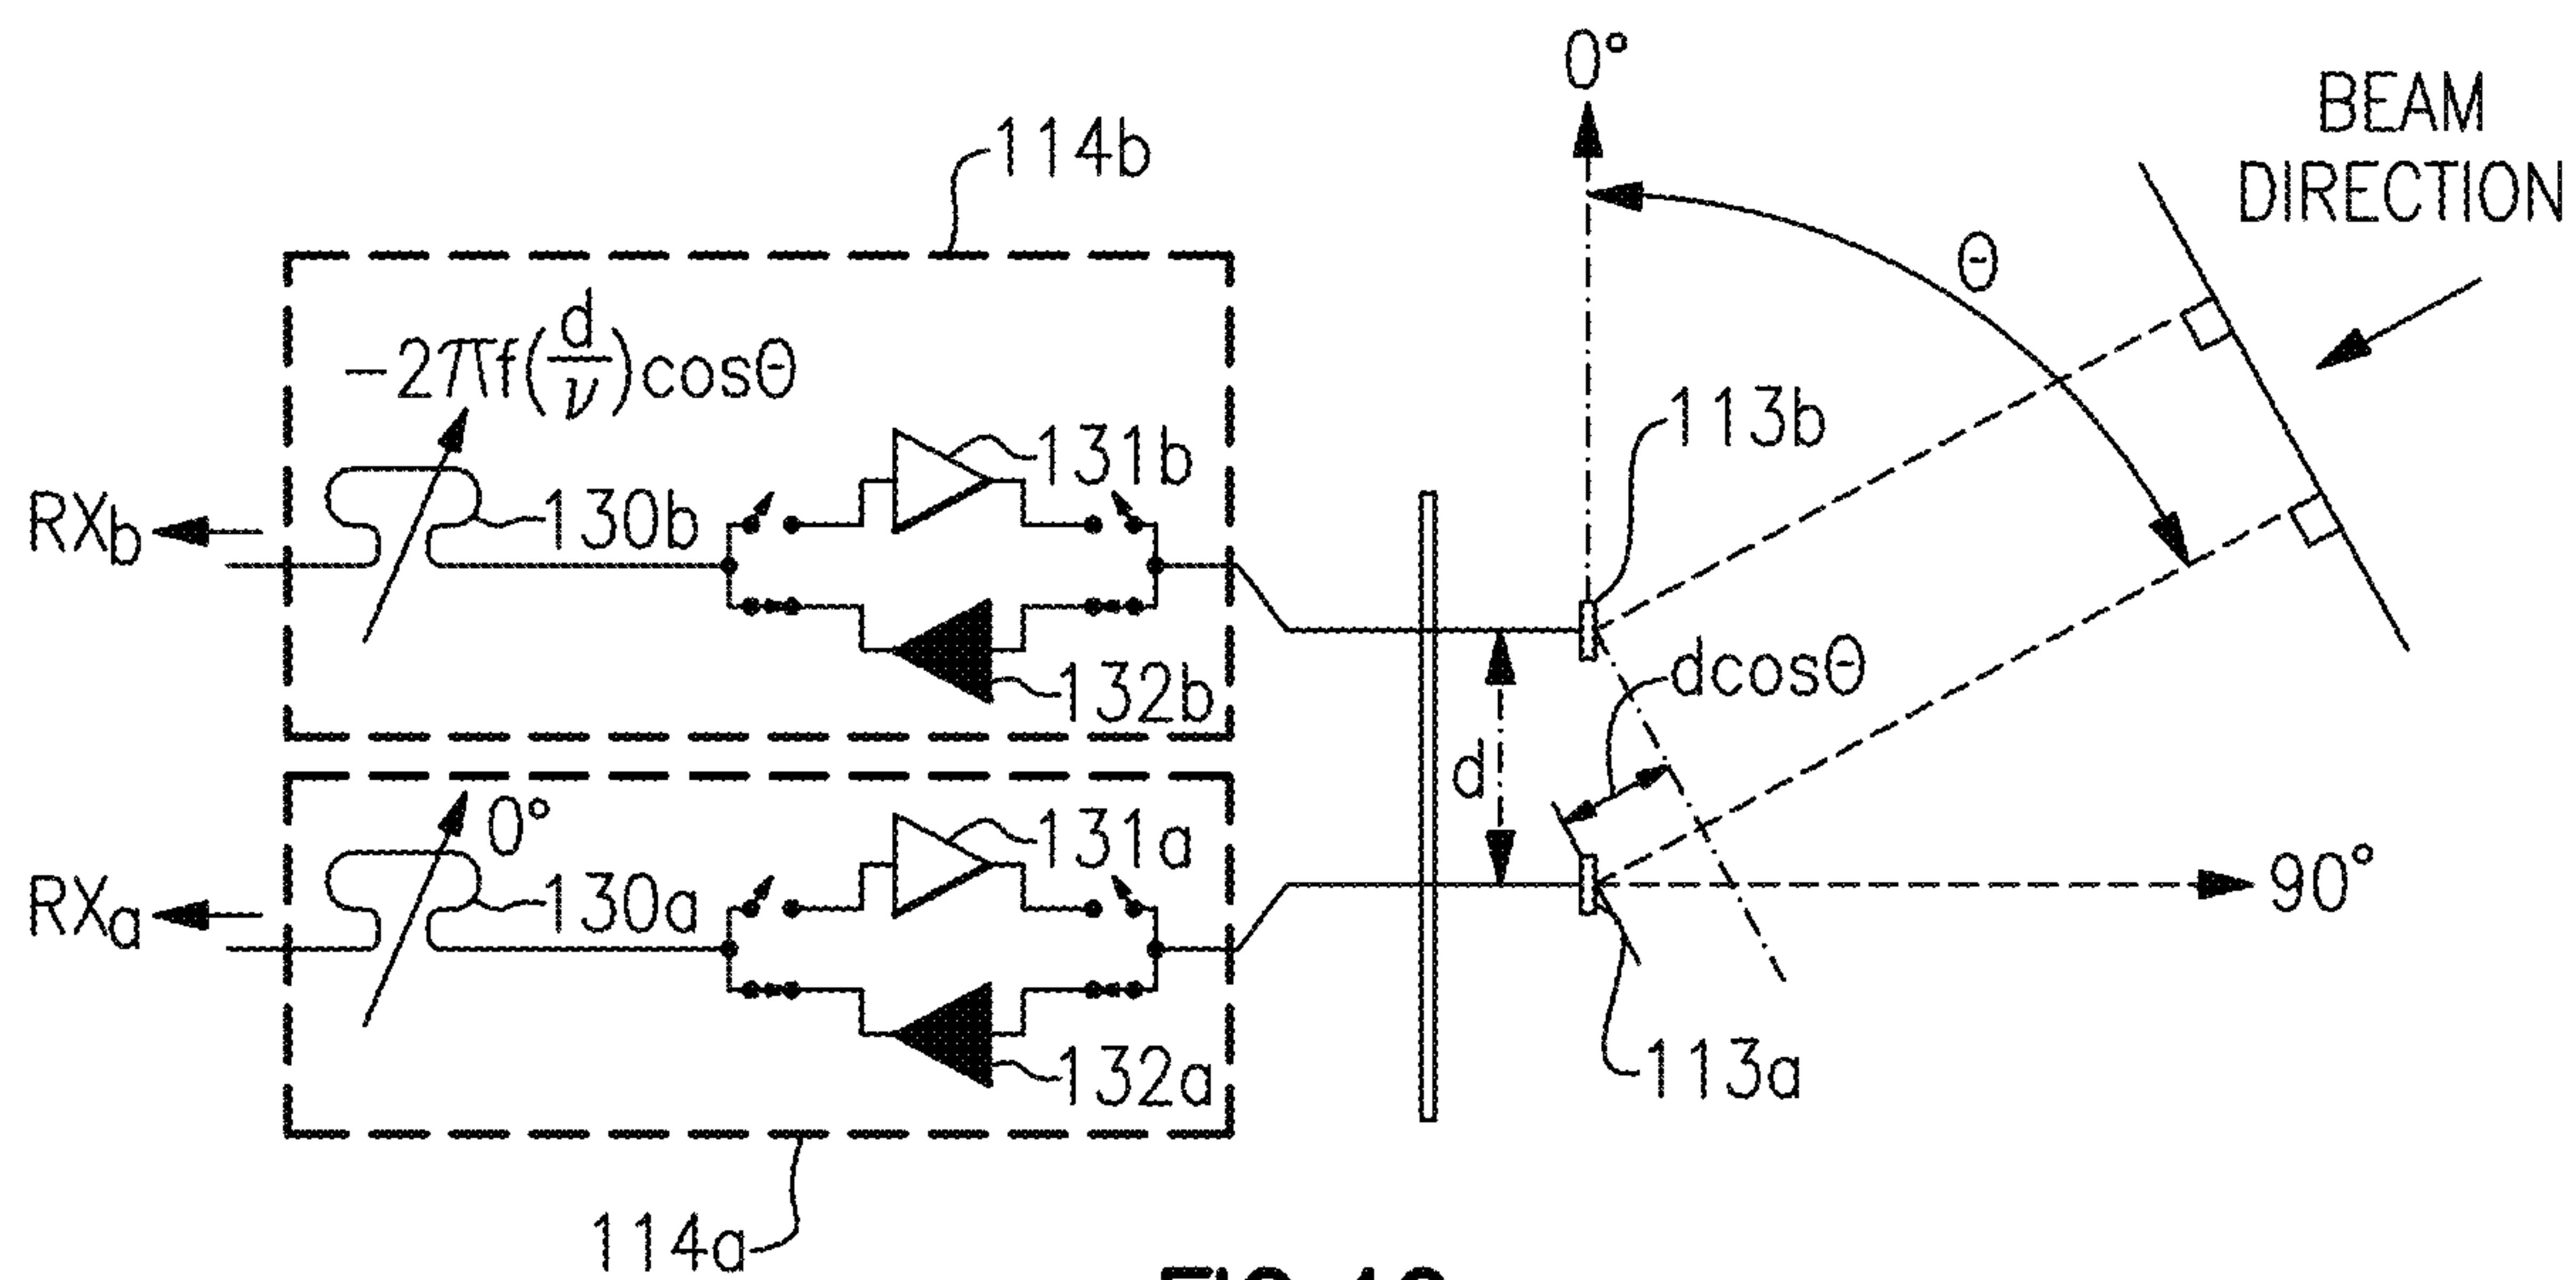 0°
BEAM
DIRECTION
114b
θ
−2πf(d/ν)cosθ
113b
131b
RXb
130b
dcosθ
132b
d
0°
131a
RXa
130a
90°
132a
113a
114a